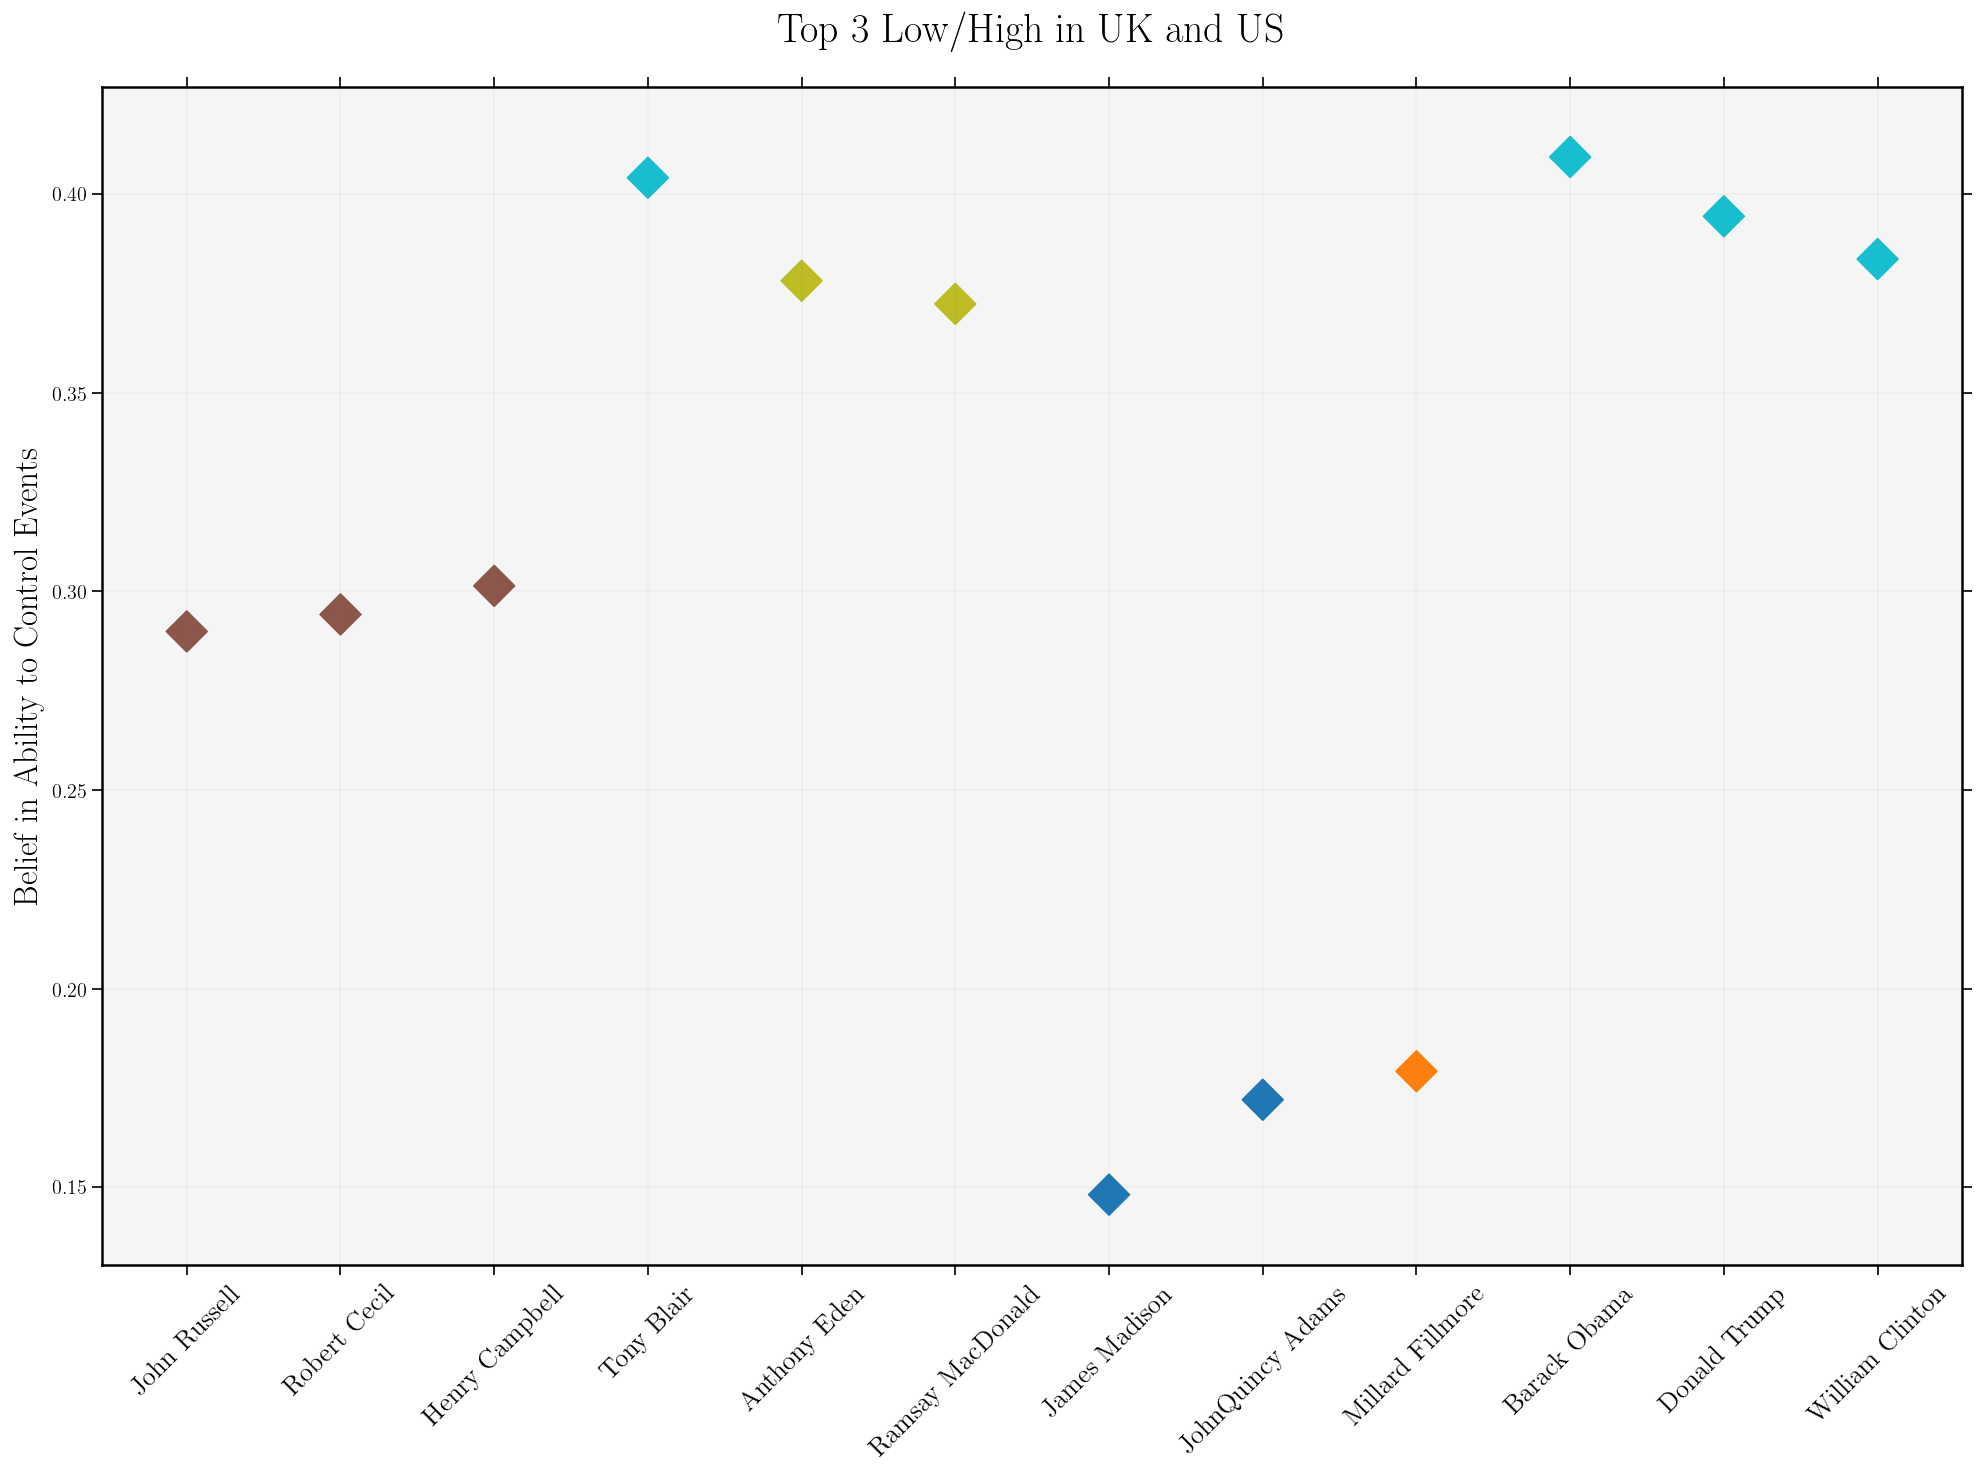 Top 3 Low/High in UK and US
Belief in Ability to Control Events
0.40
0.35
0.30
0.25
0.20
0.15
John Russell
Robert Cecil
Henry Campbell
Tony Blair
Anthony Eden
Ramsay MacDonald
James Madison
JohnQuincy Adams
Millard Fillmore
Barack Obama
Donald Trump
William Clinton